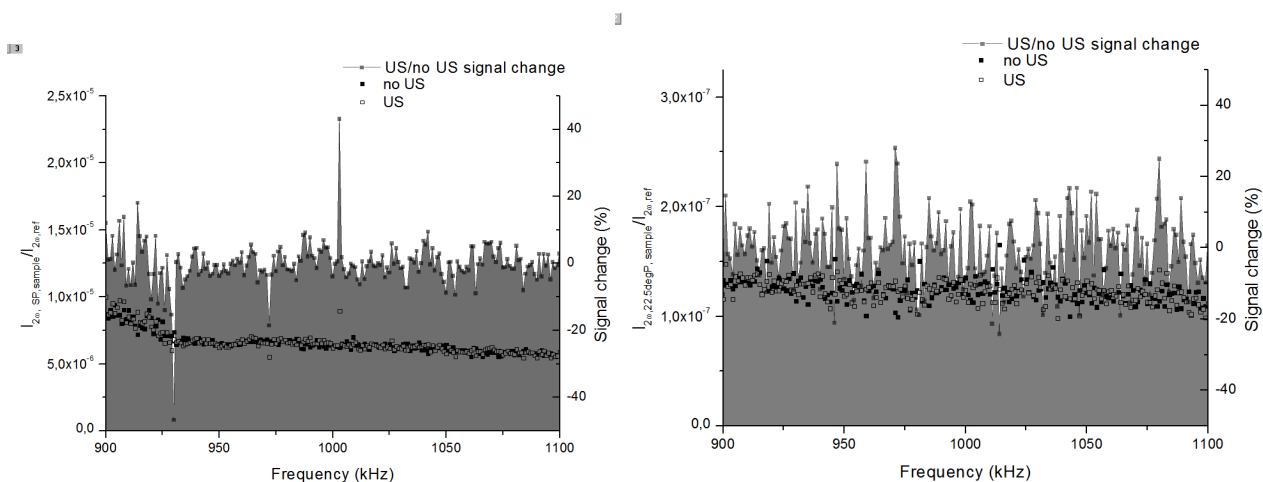 3
US/no US signal change
no US
US
2,5x10⁻⁵
2,0x10⁻⁵
1,5x10⁻⁵
1,0x10⁻⁵
5,0x10⁻⁶
0,0
I₂ω, SP,sample/I₂ω,ref
40
20
0
-20
-40
Signal change (%)
900
950
1000
1050
1100
Frequency (kHz)
US/no US signal change
no US
US
3,0x10⁻⁷
2,0x10⁻⁷
1,0x10⁻⁷
0,0
I₂ω,22.5degP, sample/I₂ω,ref
40
20
0
-20
-40
Signal change (%)
900
950
1000
1050
1100
Frequency (kHz)